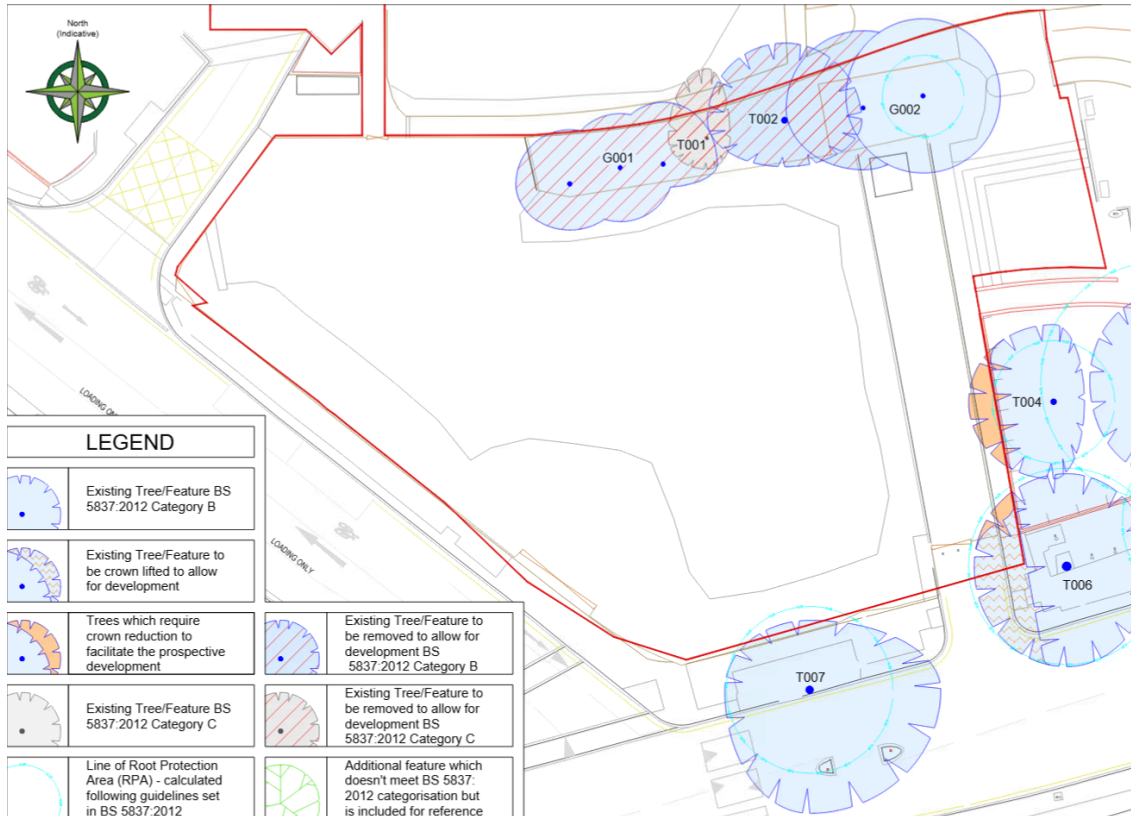 North
(Indicative)
G001
T001
T002
G002
T004
T006
T007
LOADING ONLY
LEGEND
Existing Tree/Feature BS
5837:2012 Category B
Existing Tree/Feature to
be crown lifted to allow
for development
Trees which require
crown reduction to
facilitate the prospective
development
Existing Tree/Feature BS
5837:2012 Category C
Line of Root Protection
Area (RPA) - calculated
following guidelines set
in BS 5837:2012
Existing Tree/Feature to
be removed to allow for
development BS
5837:2012 Category B
Existing Tree/Feature to
be removed to allow for
development BS
5837:2012 Category C
Additional feature which
doesn't meet BS 5837:
2012 categorisation but
is included for reference